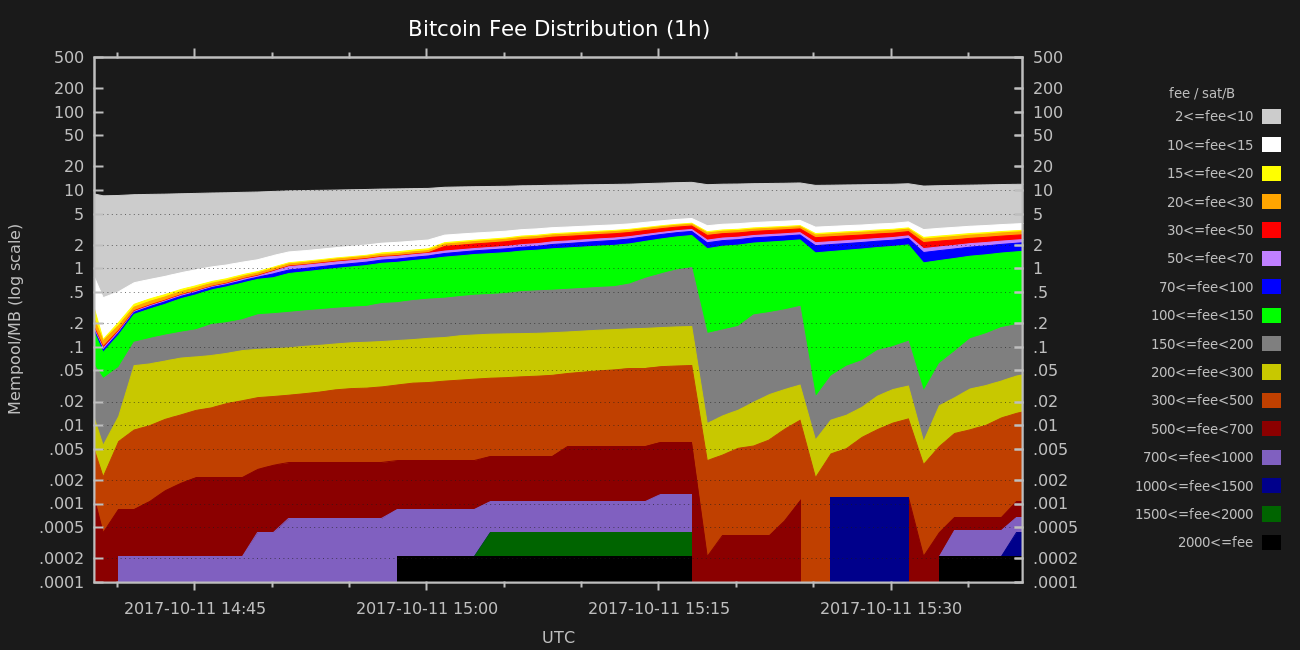 Bitcoin Fee Distribution (1h)
500 500
200 200
100 100
50 50
20 20
10 10
5 5
2 2
1 1
.5 .5
.2 .2
.1 .1
.05 .05
.02 .02
.01 .01
.005 .005
.002 .002
.001 .001
.0005 .0005
.0002 .0002
.0001 .0001
Mempool/MB (log scale)
2017-10-11 14:45 2017-10-11 15:00 2017-10-11 15:15 2017-10-11 15:30
UTC
fee / sat/B
2<=fee<10
10<=fee<15
15<=fee<20
20<=fee<30
30<=fee<50
50<=fee<70
70<=fee<100
100<=fee<150
150<=fee<200
200<=fee<300
300<=fee<500
500<=fee<700
700<=fee<1000
1000<=fee<1500
1500<=fee<2000
2000<=fee